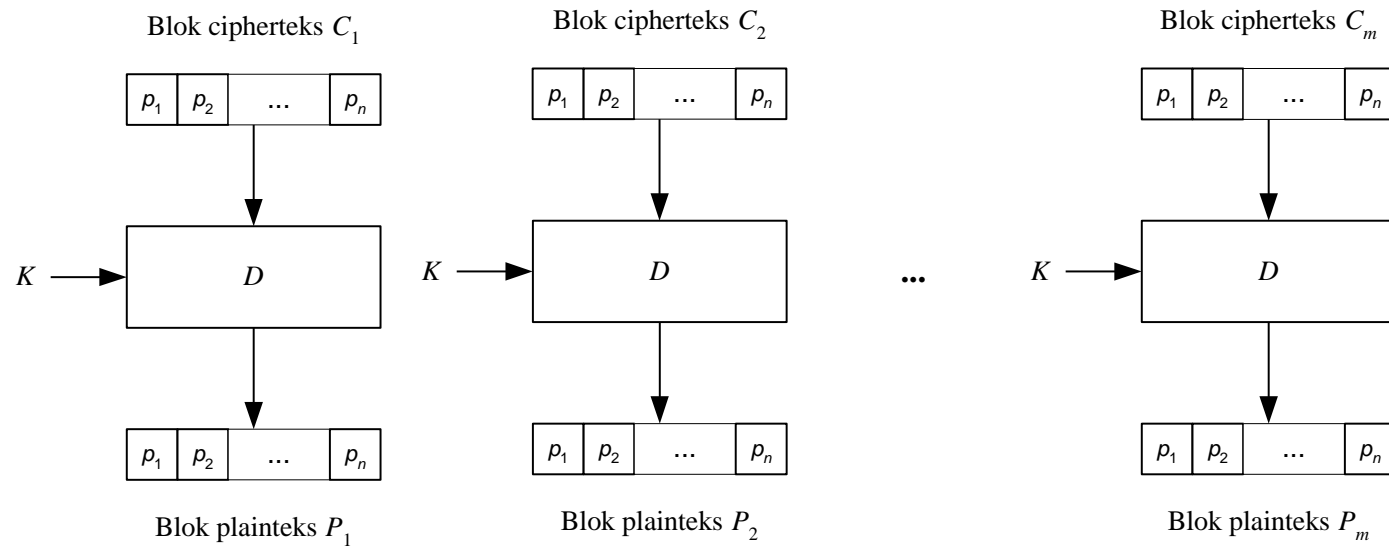 Blok cipherteks C₁ Blok cipherteks C₂ Blok cipherteks Cₘ
p₁ p₂ ... pₙ p₁ p₂ ... pₙ p₁ p₂ ... pₙ
K D K D ... K D
p₁ p₂ ... pₙ p₁ p₂ ... pₙ p₁ p₂ ... pₙ
Blok plainteks P₁ Blok plainteks P₂ Blok plainteks Pₘ